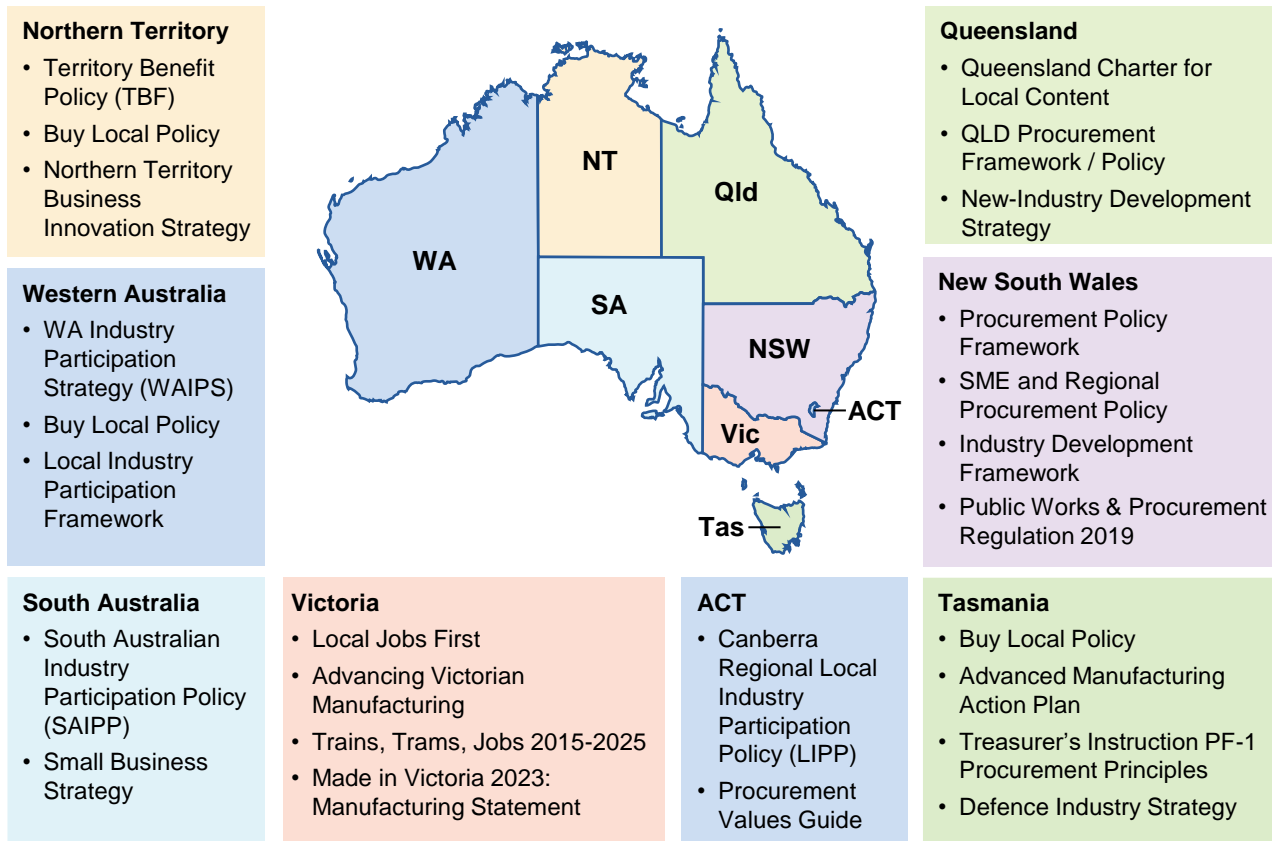 Northern Territory
• Territory Benefit
Policy (TBF)
• Buy Local Policy
• Northern Territory
Business
Innovation Strategy
Western Australia
• WA Industry
Participation
Strategy (WAIPS)
• Buy Local Policy
• Local Industry
Participation
Framework
NT
Qld
WA
SA
NSW
ACT
Vic
Tas
Queensland
• Queensland Charter for
Local Content
• QLD Procurement
Framework / Policy
• New-Industry Development
Strategy
New South Wales
• Procurement Policy
Framework
• SME and Regional
Procurement Policy
• Industry Development
Framework
• Public Works & Procurement
Regulation 2019
South Australia
• South Australian
Industry
Participation Policy
(SAIPP)
• Small Business
Strategy
Victoria
• Local Jobs First
• Advancing Victorian
Manufacturing
• Trains, Trams, Jobs 2015-2025
• Made in Victoria 2023:
Manufacturing Statement
ACT
• Canberra
Regional Local
Industry
Participation
Policy (LIPP)
• Procurement
Values Guide
Tasmania
• Buy Local Policy
• Advanced Manufacturing
Action Plan
• Treasurer’s Instruction PF-1
Procurement Principles
• Defence Industry Strategy